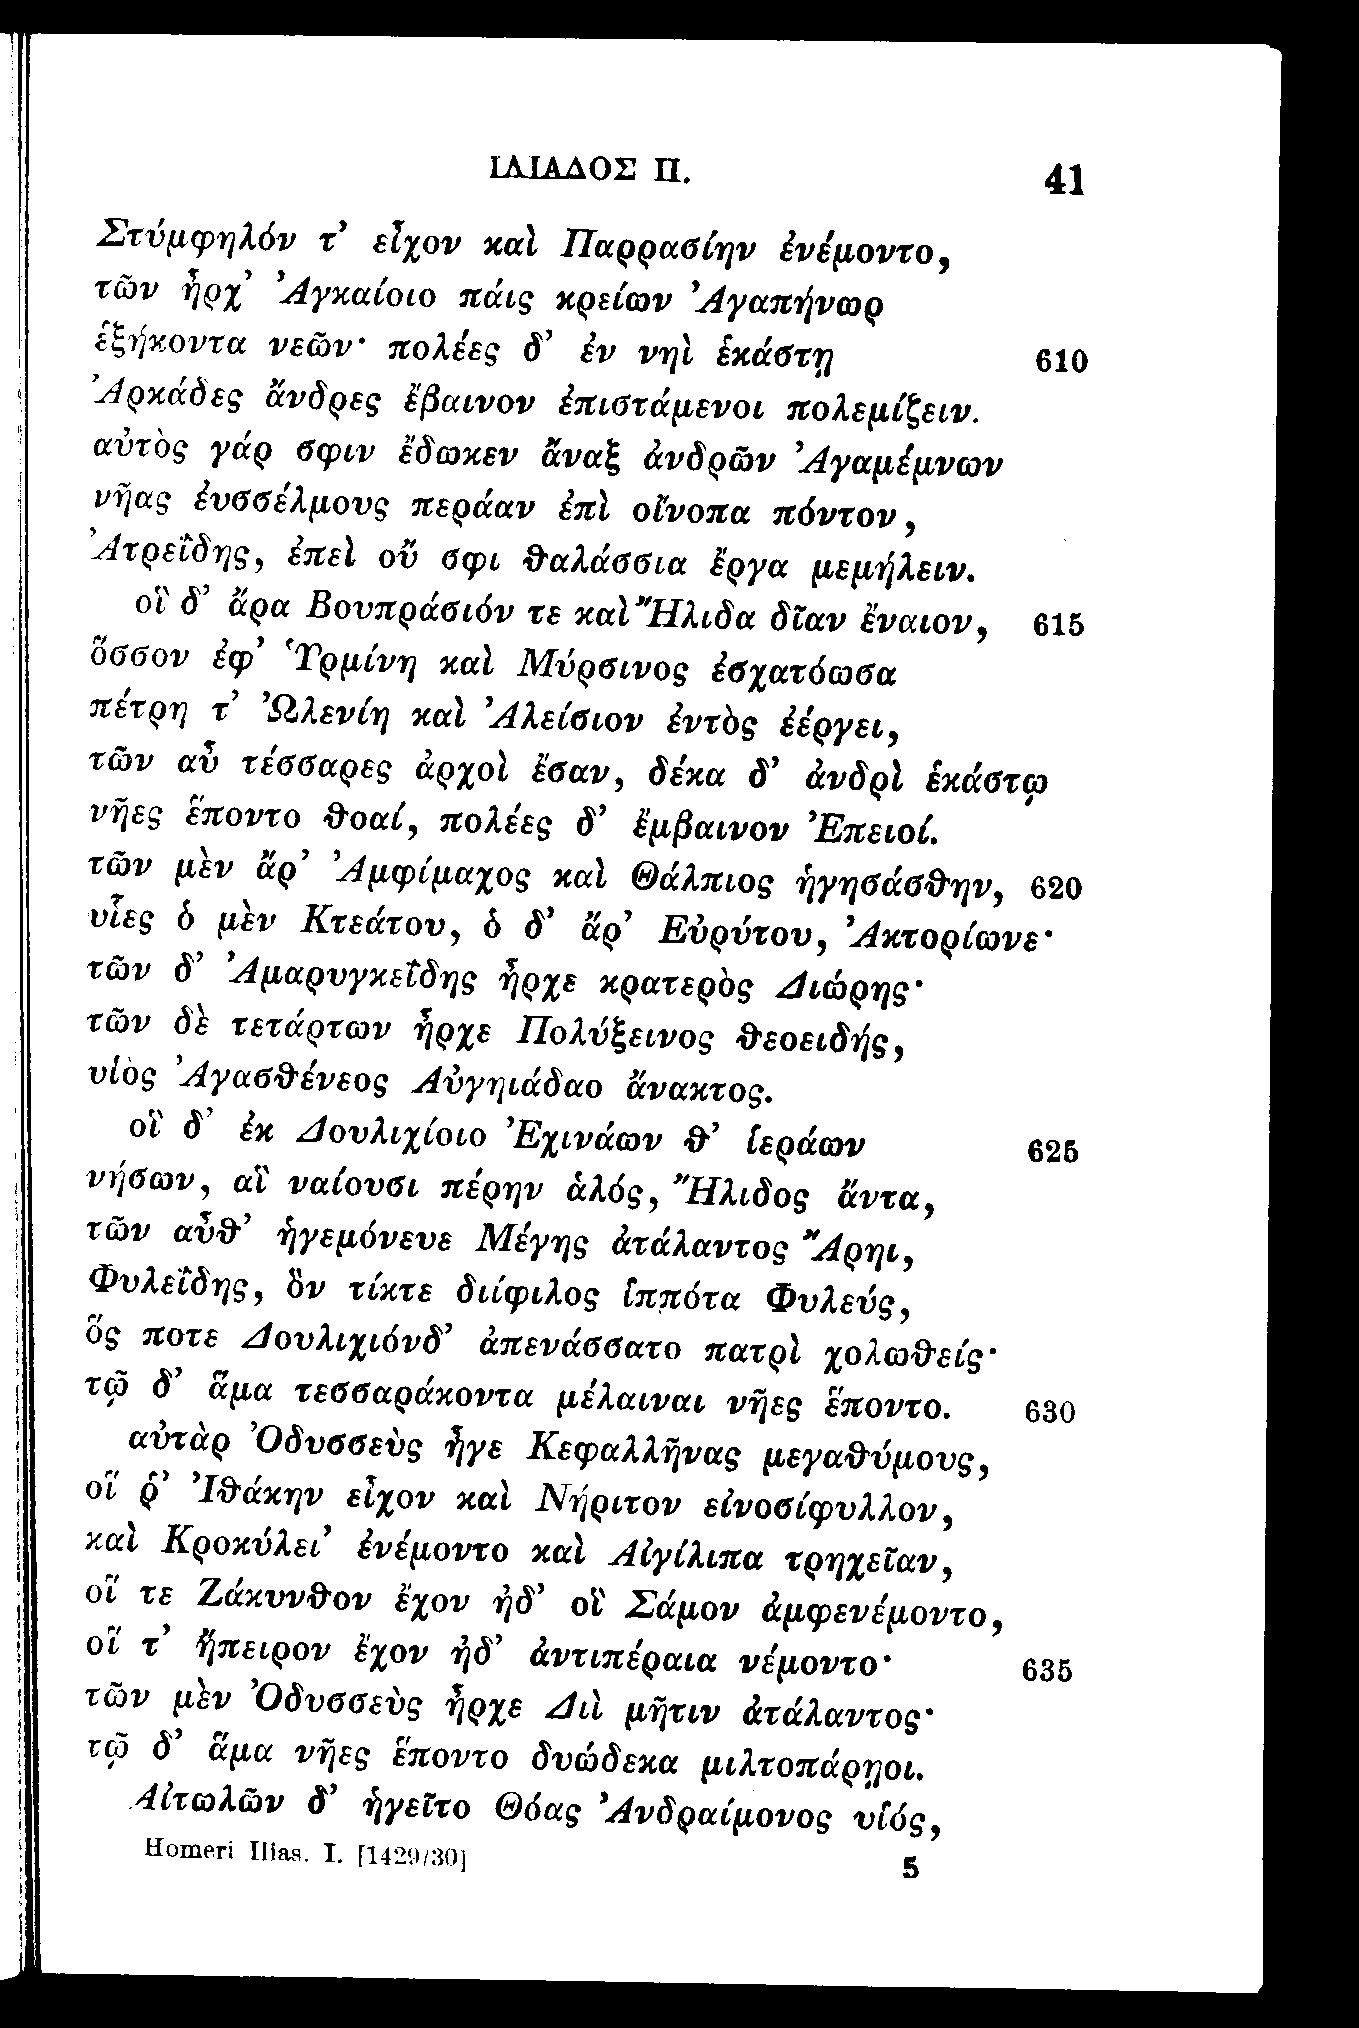 ΙΛΙΑΔΟΣ Π. 41
Στύμφηλόν τ’ εἶχον καὶ Παρρασίην ἐνέμοντο,
τῶν ἦρχ’ Ἀγκαίοιο πάις κρείων Ἀγαπήνωρ
ἑξήκοντα νεῶν· πολέες δ’ ἐν νηὶ ἑκάστῃ 610
Ἀρκάδες ἄνδρες ἔβαινον ἐπιστάμενοι πολεμίζειν.
αὐτὸς γάρ σφιν ἔδωκεν ἄναξ ἀνδρῶν Ἀγαμέμνων
νῆας ἐυσσέλμους περάαν ἐπὶ οἴνοπα πόντον,
Ἀτρεΐδης, ἐπεὶ οὔ σφι θαλάσσια ἔργα μεμήλειν.
οἳ δ’ ἄρα Βουπράσιόν τε καὶ Ἤλιδα δῖαν ἔναιον, 615
ὅσσον ἐφ’ Ὑρμίνη καὶ Μύρσινος ἐσχατόωσα
πέτρη τ’ Ὠλενίη καὶ Ἀλείσιον ἐντὸς ἐέργει,
τῶν αὖ τέσσαρες ἀρχοὶ ἔσαν, δέκα δ’ ἀνδρὶ ἑκάστῳ
νῆες ἕποντο θοαί, πολέες δ’ ἔμβαινον Ἐπειοί.
τῶν μὲν ἄρ’ Ἀμφίμαχος καὶ Θάλπιος ἡγησάσθην, 620
υἷες ὁ μὲν Κτεάτου, ὁ δ’ ἄρ’ Εὐρύτου, Ἀκτορίωνε·
τῶν δ’ Ἀμαρυγκεΐδης ἦρχε κρατερὸς Διώρης·
τῶν δὲ τετάρτων ἦρχε Πολύξεινος θεοειδής,
υἱὸς Ἀγασθένεος Αὐγηιάδαο ἄνακτος.
οἳ δ’ ἐκ Δουλιχίοιο Ἐχινάων θ’ ἱεράων 625
νήσων, αἳ ναίουσι πέρην ἁλός, Ἤλιδος ἄντα,
τῶν αὖθ’ ἡγεμόνευε Μέγης ἀτάλαντος Ἄρηι,
Φυλεΐδης, ὃν τίκτε διίφιλος ἱππότα Φυλεύς,
ὅς ποτε Δουλιχιόνδ’ ἀπενάσσατο πατρὶ χολωθείς·
τῷ δ’ ἅμα τεσσαράκοντα μέλαιναι νῆες ἕποντο. 630
αὐτὰρ Ὀδυσσεὺς ἦγε Κεφαλλῆνας μεγαθύμους,
οἵ ῥ’ Ἰθάκην εἶχον καὶ Νήριτον εἰνοσίφυλλον,
καὶ Κροκύλει’ ἐνέμοντο καὶ Αἰγίλιπα τρηχεῖαν,
οἵ τε Ζάκυνθον ἔχον ἠδ’ οἳ Σάμον ἀμφενέμοντο,
οἵ τ’ ἤπειρον ἔχον ἠδ’ ἀντιπέραια νέμοντο· 635
τῶν μὲν Ὀδυσσεὺς ἦρχε Διὶ μῆτιν ἀτάλαντος·
τῷ δ’ ἅμα νῆες ἕποντο δυώδεκα μιλτοπάρῃοι.
Αἰτωλῶν δ’ ἡγεῖτο Θόας Ἀνδραίμονος υἱός,
Homeri Ilias. I. [1429/30] 5